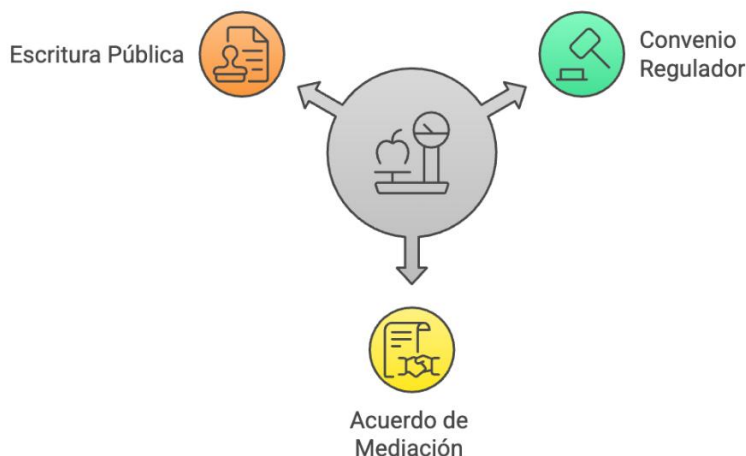 Escritura Pública
Convenio
Regulador
Acuerdo de
Mediación